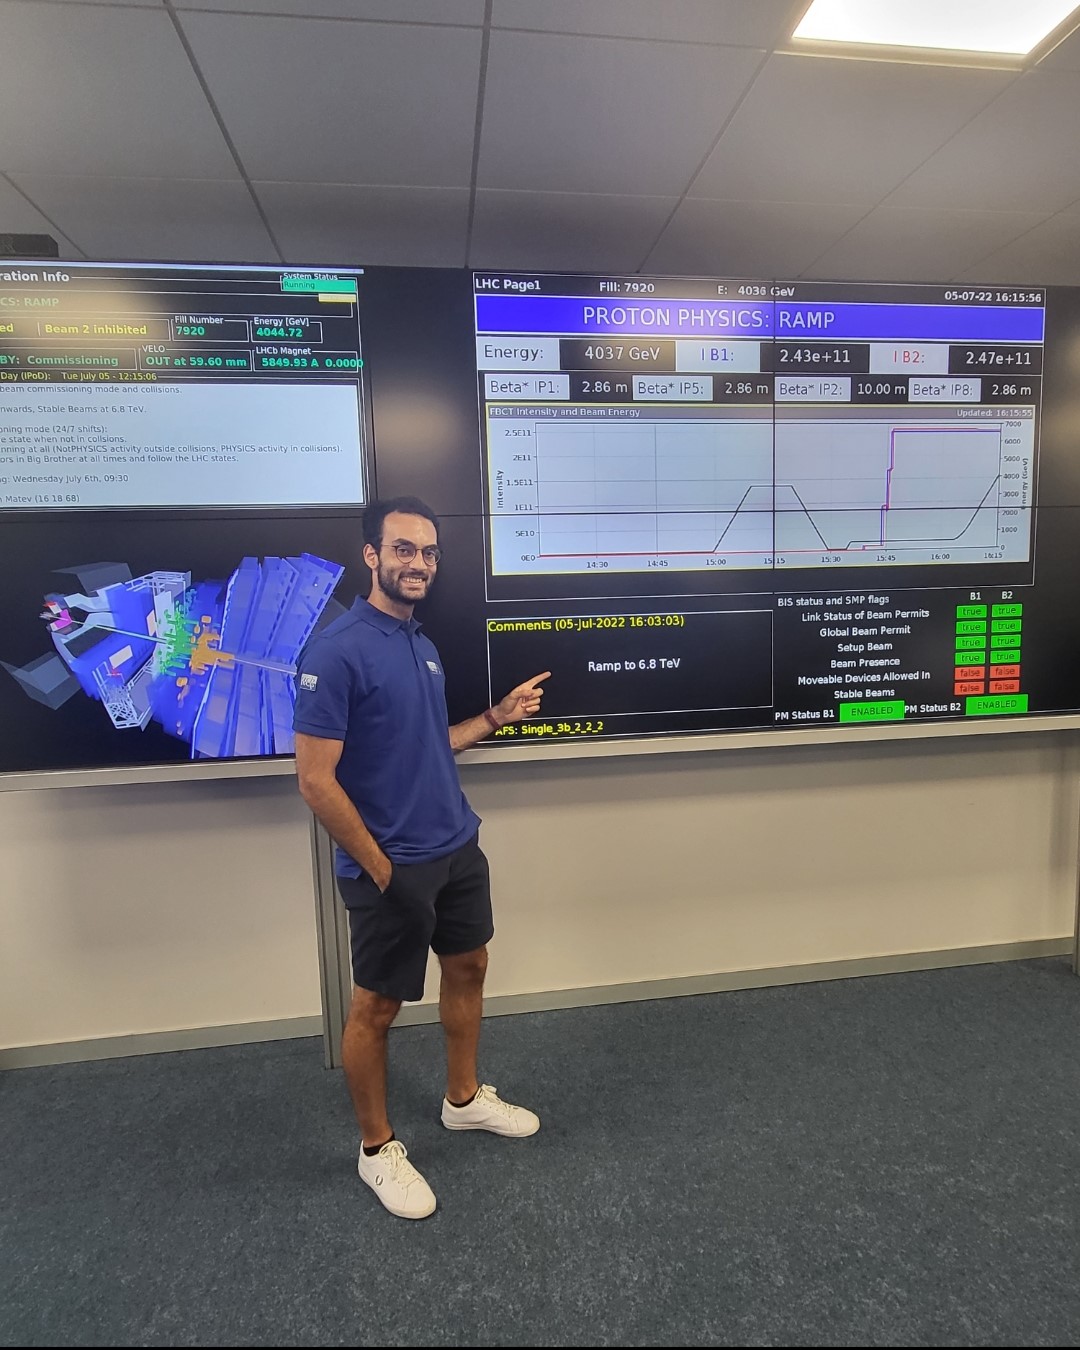 ration Info
System Status
Running
CS: RAMP
ed
Beam 2 inhibited
Fill Number
7920
Energy [GeV]
4044.72
BY: Commissioning
VELO
OUT at 59.60 mm
LHCb Magnet
5849.93 A 0.0000
Day (IPoD): Tue July 05 - 12:15:06
beam commissioning mode and collisions.
nwards, Stable Beams at 6.8 TeV.
oning mode (24/7 shifts):
e state when not in collsions.
nning at all (NotPHYSICS activity outside collisions, PHYSICS activity in collisions).
ors in Big Brother at all times and follow the LHC states.
g: Wednesday July 6th, 09:30
n Matev (16 18 68)
LHC Page1
Fill: 7920
E: 4036 GeV
05-07-22 16:15:56
PROTON PHYSICS: RAMP
Energy: 4037 GeV I B1: 2.43e+11 I B2: 2.47e+11
Beta* IP1: 2.86 m Beta* IP5: 2.86 m Beta* IP2: 10.00 m Beta* IP8: 2.86 m
FBCT Intensity and Beam Energy
Updated: 16:15:55
Intensity
2.5E11
2E11
1.5E11
1E11
5E10
0E0
7000
6000
5000
4000
3000
2000
1000
0
Energy (GeV)
14:30 14:45 15:00 15:15 15:30 15:45 16:00 16:15
Comments (05-Jul-2022 16:03:03)
Ramp to 6.8 TeV
AFS: Single_3b_2_2_2
BIS status and SMP flags B1 B2
Link Status of Beam Permits true true
Global Beam Permit true true
Setup Beam true true
Beam Presence true true
Moveable Devices Allowed In false false
Stable Beams false false
PM Status B1 ENABLED PM Status B2 ENABLED